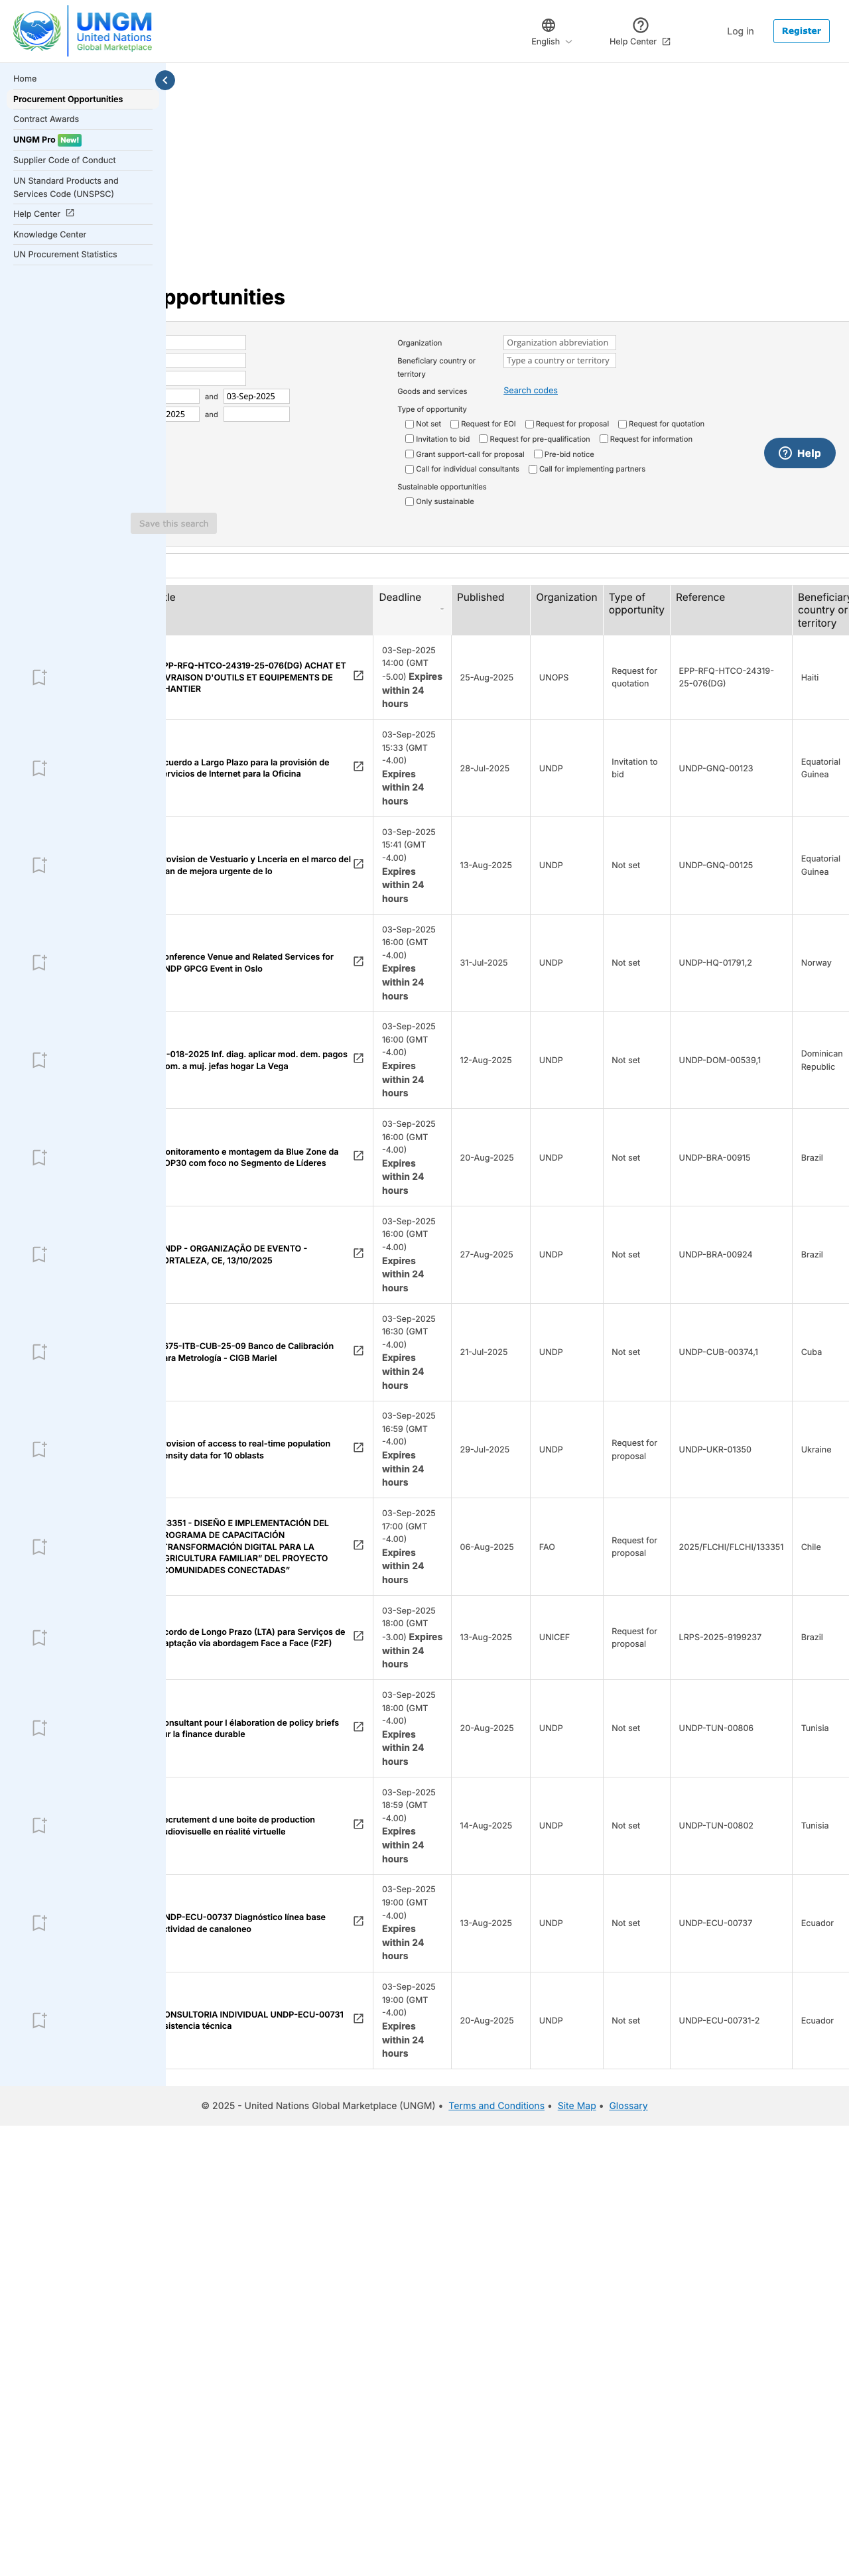 UNGM
United Nations
Global Marketplace
English
Help Center
Log in
Register
Home
Procurement Opportunities
Contract Awards
UNGM Pro New!
Supplier Code of Conduct
UN Standard Products and
Services Code (UNSPSC)
Help Center
Knowledge Center
UN Procurement Statistics
pportunities
Organization
Organization abbreviation
Beneficiary country or
territory
Type a country or territory
and 03-Sep-2025
Goods and services
Search codes
2025 and
Type of opportunity
Not set Request for EOI Request for proposal Request for quotation
Invitation to bid Request for pre-qualification Request for information
Grant support-call for proposal Pre-bid notice
Call for individual consultants Call for implementing partners
Help
Sustainable opportunities
Only sustainable
Save this search
tle
Deadline
Published
Organization
Type of
opportunity
Reference
Beneficiary
country or
territory
PP-RFQ-HTCO-24319-25-076(DG) ACHAT ET
VRAISON D'OUTILS ET EQUIPEMENTS DE
HANTIER
03-Sep-2025
14:00 (GMT
-5.00) Expires
within 24
hours
25-Aug-2025
UNOPS
Request for
quotation
EPP-RFQ-HTCO-24319-
25-076(DG)
Haiti
cuerdo a Largo Plazo para la provisión de
ervicios de Internet para la Oficina
03-Sep-2025
15:33 (GMT
-4.00)
Expires
within 24
hours
28-Jul-2025
UNDP
Invitation to
bid
UNDP-GNQ-00123
Equatorial
Guinea
rovision de Vestuario y Lnceria en el marco del
an de mejora urgente de lo
03-Sep-2025
15:41 (GMT
-4.00)
Expires
within 24
hours
13-Aug-2025
UNDP
Not set
UNDP-GNQ-00125
Equatorial
Guinea
onference Venue and Related Services for
NDP GPCG Event in Oslo
03-Sep-2025
16:00 (GMT
-4.00)
Expires
within 24
hours
31-Jul-2025
UNDP
Not set
UNDP-HQ-01791,2
Norway
-018-2025 Inf. diag. aplicar mod. dem. pagos
om. a muj. jefas hogar La Vega
03-Sep-2025
16:00 (GMT
-4.00)
Expires
within 24
hours
12-Aug-2025
UNDP
Not set
UNDP-DOM-00539,1
Dominican
Republic
onitoramento e montagem da Blue Zone da
OP30 com foco no Segmento de Líderes
03-Sep-2025
16:00 (GMT
-4.00)
Expires
within 24
hours
20-Aug-2025
UNDP
Not set
UNDP-BRA-00915
Brazil
NDP - ORGANIZAÇÃO DE EVENTO -
ORTALEZA, CE, 13/10/2025
03-Sep-2025
16:00 (GMT
-4.00)
Expires
within 24
hours
27-Aug-2025
UNDP
Not set
UNDP-BRA-00924
Brazil
675-ITB-CUB-25-09 Banco de Calibración
ara Metrología - CIGB Mariel
03-Sep-2025
16:30 (GMT
-4.00)
Expires
within 24
hours
21-Jul-2025
UNDP
Not set
UNDP-CUB-00374,1
Cuba
rovision of access to real-time population
ensity data for 10 oblasts
03-Sep-2025
16:59 (GMT
-4.00)
Expires
within 24
hours
29-Jul-2025
UNDP
Request for
proposal
UNDP-UKR-01350
Ukraine
33351 - DISEÑO E IMPLEMENTACIÓN DEL
ROGRAMA DE CAPACITACIÓN
TRANSFORMACIÓN DIGITAL PARA LA
GRICULTURA FAMILIAR” DEL PROYECTO
COMUNIDADES CONECTADAS”
03-Sep-2025
17:00 (GMT
-4.00)
Expires
within 24
hours
06-Aug-2025
FAO
Request for
proposal
2025/FLCHI/FLCHI/133351
Chile
cordo de Longo Prazo (LTA) para Serviços de
aptação via abordagem Face a Face (F2F)
03-Sep-2025
18:00 (GMT
-3.00) Expires
within 24
hours
13-Aug-2025
UNICEF
Request for
proposal
LRPS-2025-9199237
Brazil
onsultant pour l élaboration de policy briefs
ur la finance durable
03-Sep-2025
18:00 (GMT
-4.00)
Expires
within 24
hours
20-Aug-2025
UNDP
Not set
UNDP-TUN-00806
Tunisia
ecrutement d une boite de production
udiovisuelle en réalité virtuelle
03-Sep-2025
18:59 (GMT
-4.00)
Expires
within 24
hours
14-Aug-2025
UNDP
Not set
UNDP-TUN-00802
Tunisia
NDP-ECU-00737 Diagnóstico línea base
ctividad de canaloneo
03-Sep-2025
19:00 (GMT
-4.00)
Expires
within 24
hours
13-Aug-2025
UNDP
Not set
UNDP-ECU-00737
Ecuador
ONSULTORIA INDIVIDUAL UNDP-ECU-00731
sistencia técnica
03-Sep-2025
19:00 (GMT
-4.00)
Expires
within 24
hours
20-Aug-2025
UNDP
Not set
UNDP-ECU-00731-2
Ecuador
© 2025 - United Nations Global Marketplace (UNGM) • Terms and Conditions • Site Map • Glossary